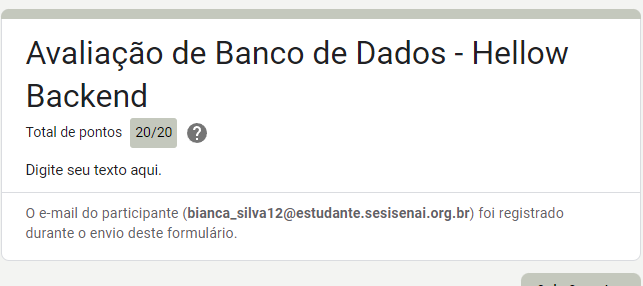 Avaliação de Banco de Dados - Hellow
Backend
Total de pontos 20/20 ?
Digite seu texto aqui.
O e-mail do participante (bianca_silva12@estudante.sesisenai.org.br) foi registrado
durante o envio deste formulário.